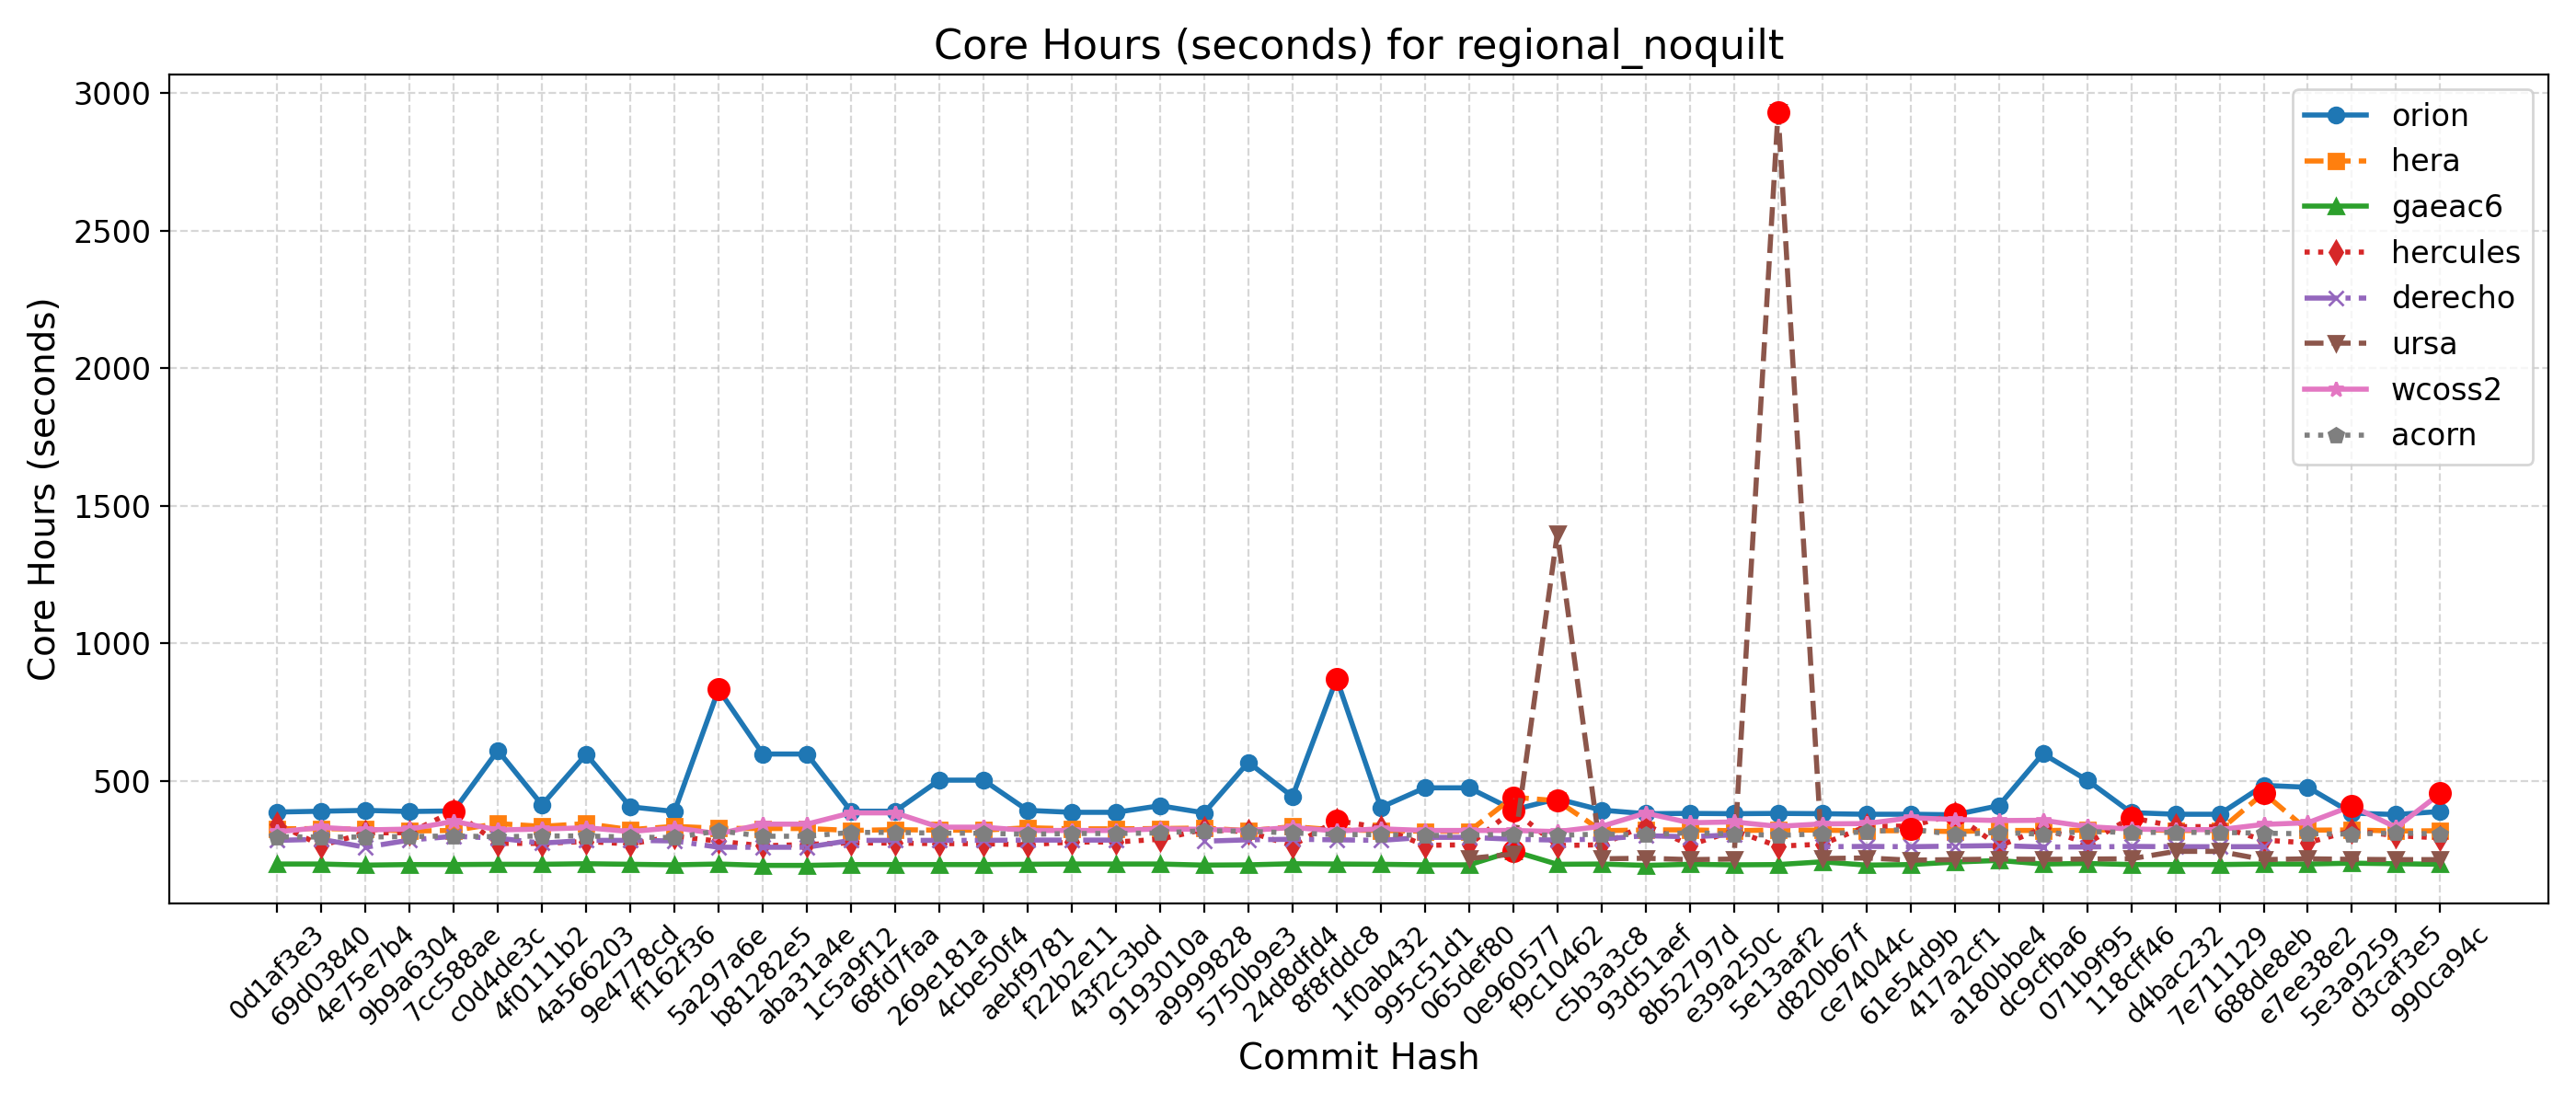 Core Hours (seconds) for regional_noquilt
Core Hours (seconds)
3000
2500
2000
1500
1000
500
orion
hera
gaeac6
hercules
derecho
ursa
wcoss2
acorn
0d1af3e3
69d03840
4e75e7b4
9b9a6304
7cc588ae
c0d4de3c
4f0111b2
4a566203
9e4778cd
ff162f36
5a297a6e
b81282e5
aba31a4e
1c5a9f12
68fd7faa
269e181a
4cbe50f4
aebf9781
f22b2e11
43f2c3bd
9193010a
a9999828
5750b9e3
24d8dfd4
8f8fddc8
1f0ab432
995c51d1
065def80
0e960577
f9c10462
c5b3a3c8
93d51aef
8b52797d
e39a250c
5e13aaf2
d820b67f
ce74044c
61e54d9b
417a2cf1
a180bbe4
dc9cfba6
071b9f95
118cff46
d4bac232
7e711129
688de8eb
e7ee38e2
5e3a9259
d3caf3e5
990ca94c
Commit Hash